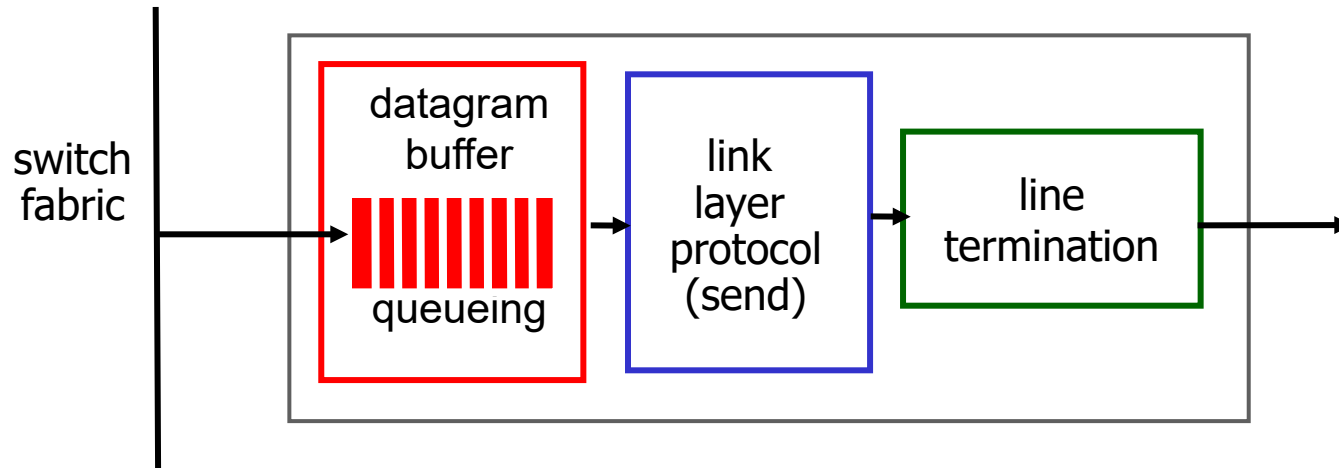 switch
fabric
datagram
buffer
queueing
link
layer
protocol
(send)
line
termination